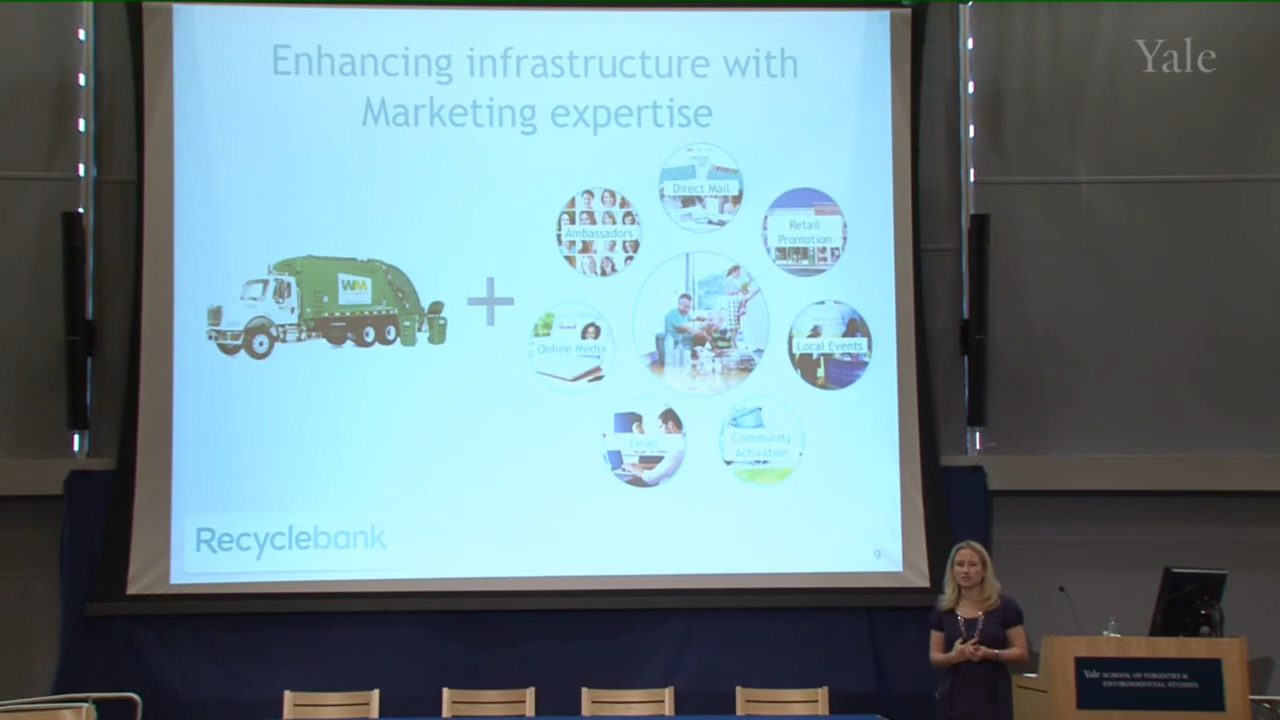 Enhancing infrastructure with
Marketing expertise
Yale
Direct Mail
Ambassadors
Retail
Promotion
WM
Online Media
Local Events
Email
Community
Activation
Recyclebank
9
Yale SCHOOL OF FORESTRY &
ENVIRONMENTAL STUDIES